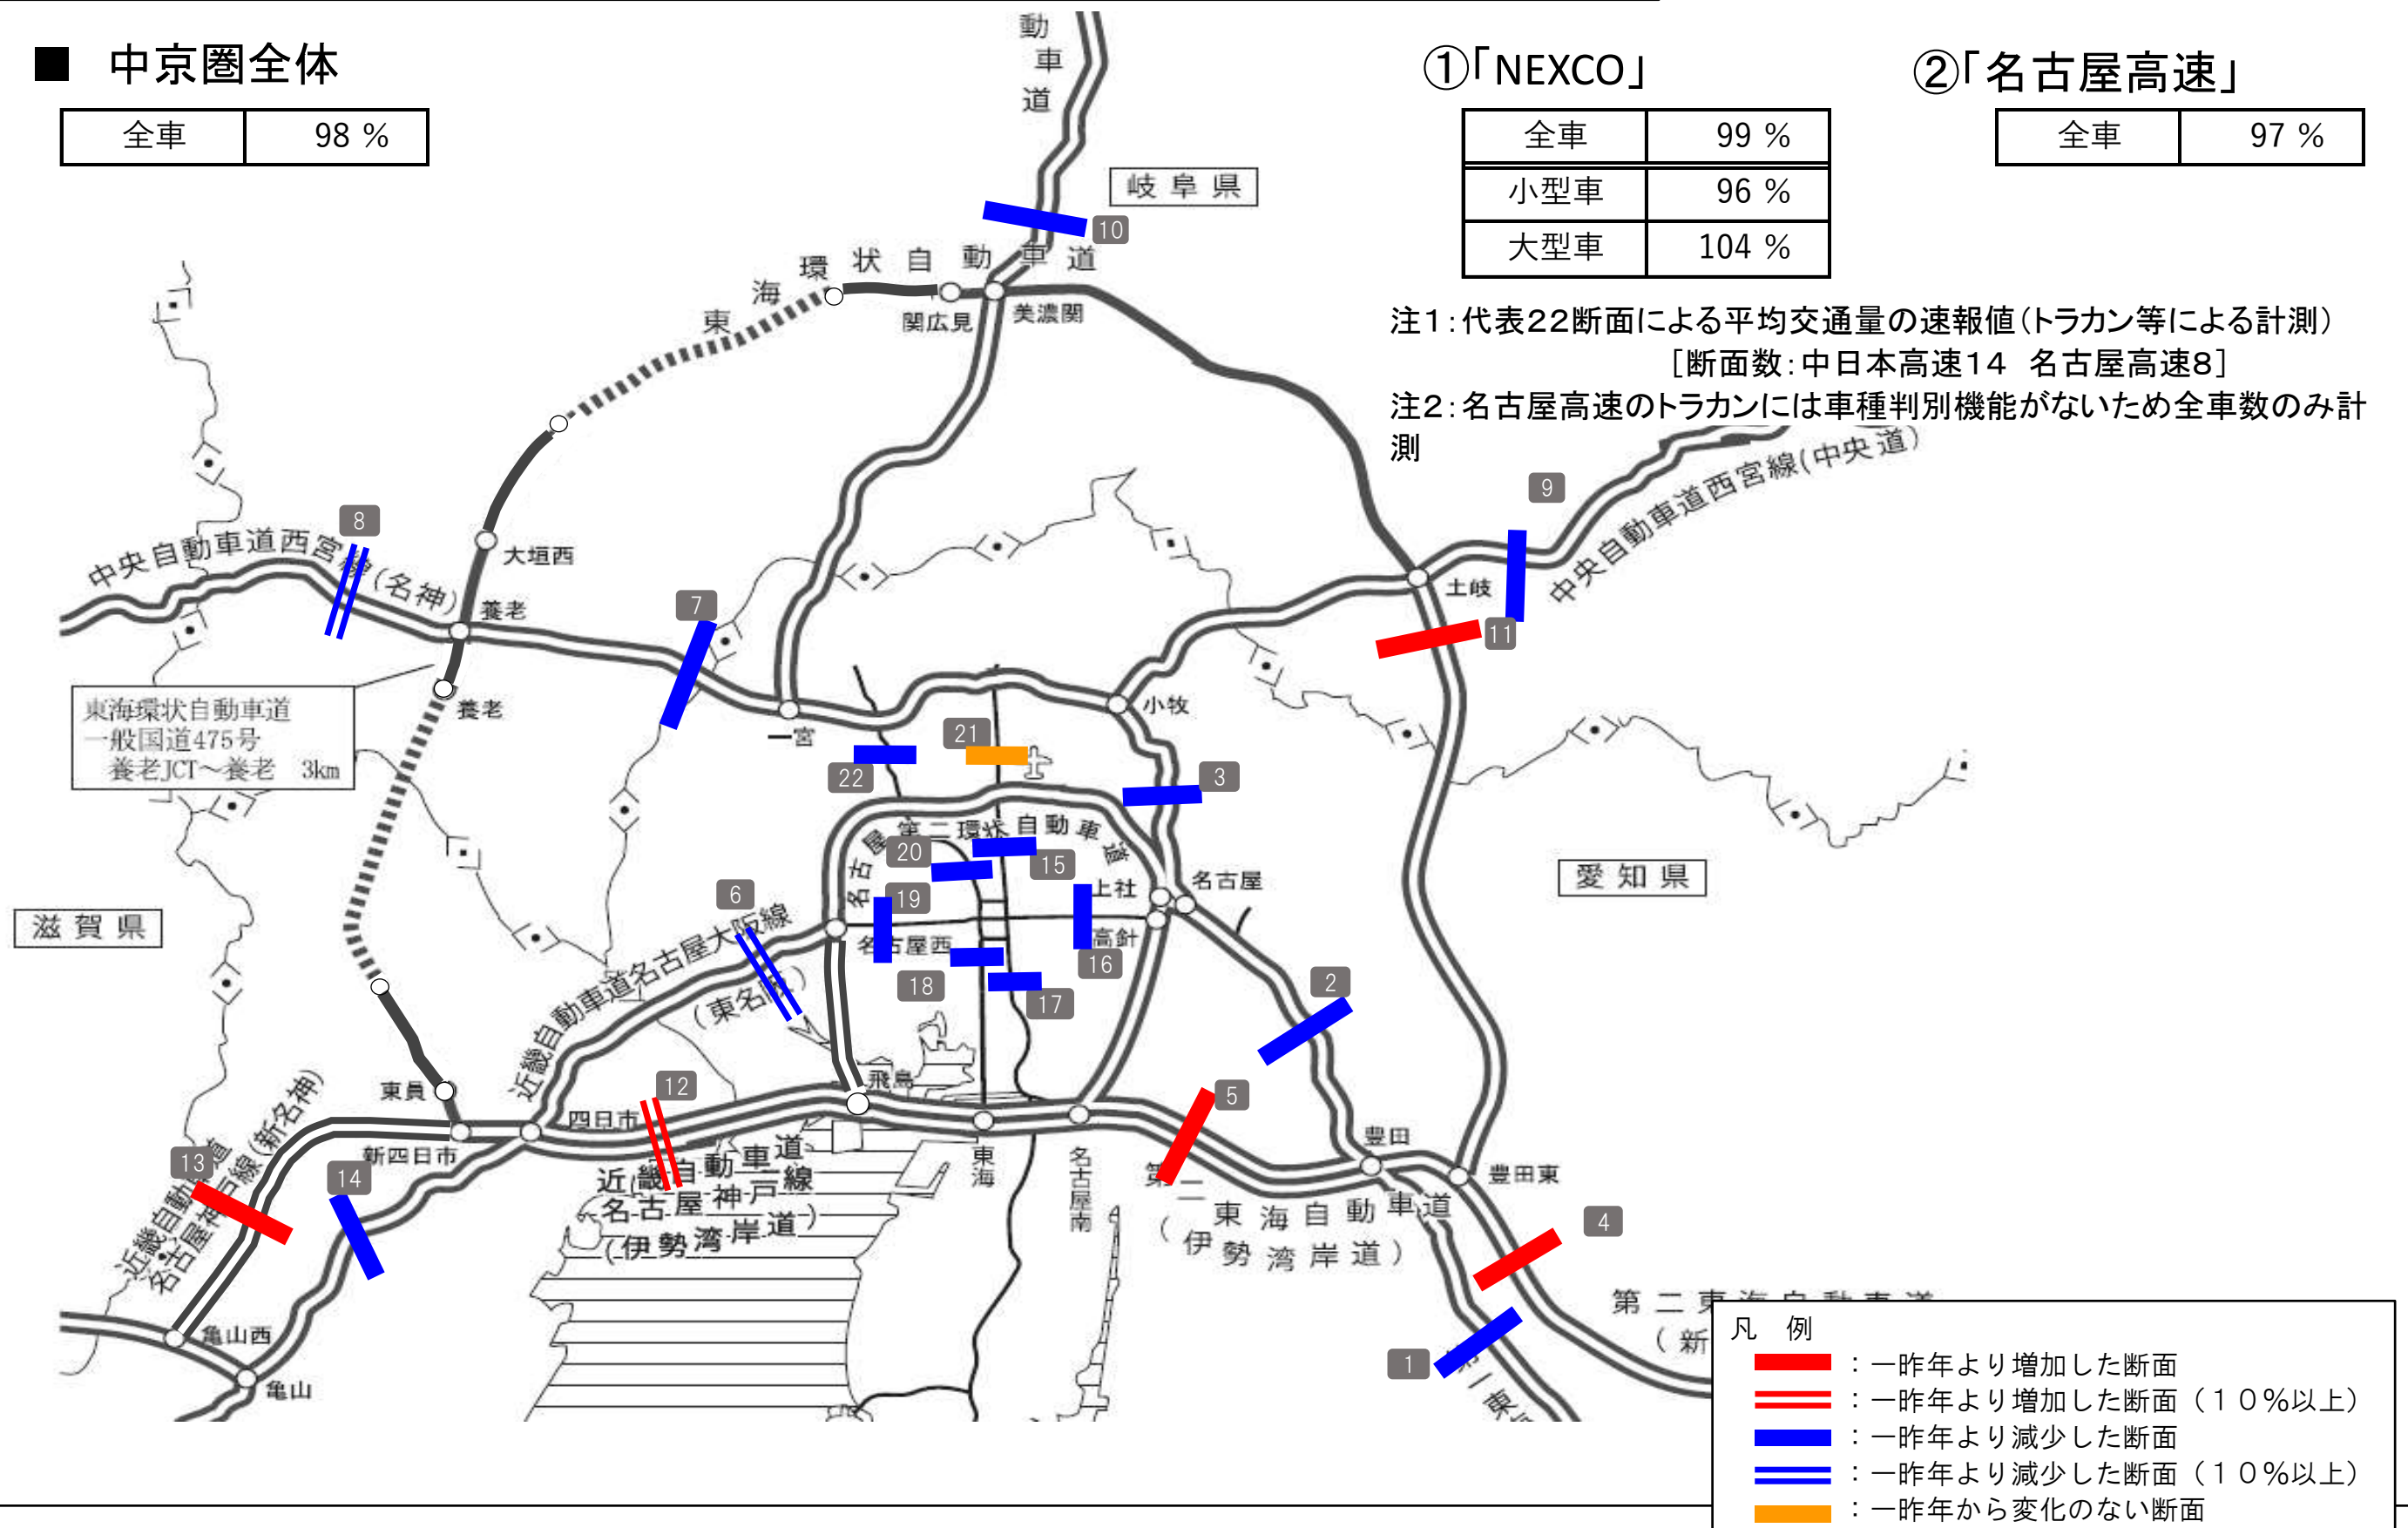 ■ 中京圏全体
全車 98 %
①「NEXCO」
全車 99 %
小型車 96 %
大型車 104 %
②「名古屋高速」
全車 97 %
注1：代表22断面による平均交通量の速報値（トラカン等による計測）
［断面数：中日本高速14 名古屋高速8］
注2：名古屋高速のトラカンには車種判別機能がないため全車数のみ計
測
動車道
岐阜県
10
東海環状自動車道
関広見
美濃関
9
中央自動車道西宮線(中央道)
土岐
11
8
中央自動車道西宮線(名神)
大垣西
養老
7
養老
東海環状自動車道
一般国道475号
養老JCT～養老 3km
一宮
小牧
21
22
3
名古屋第二環状自動車道
20
15
19
上社
名古屋
愛知県
滋賀県
6
近畿自動車道名古屋大阪線
(東名阪)
名古屋西
高針
16
18
17
2
東員
飛島
12
四日市
5
新四日市
近畿自動車道
名古屋神戸線
(伊勢湾岸道)
東海
名古屋南
豊田
豊田東
第二東海自動車道
(伊勢湾岸道)
4
13
近畿自動車道
名古屋神戸線(新名神)
14
亀山西
亀山
1
第一東
第二東海自動車道
(新
凡 例
：一昨年より増加した断面
：一昨年より増加した断面（１０％以上）
：一昨年より減少した断面
：一昨年より減少した断面（１０％以上）
：一昨年から変化のない断面